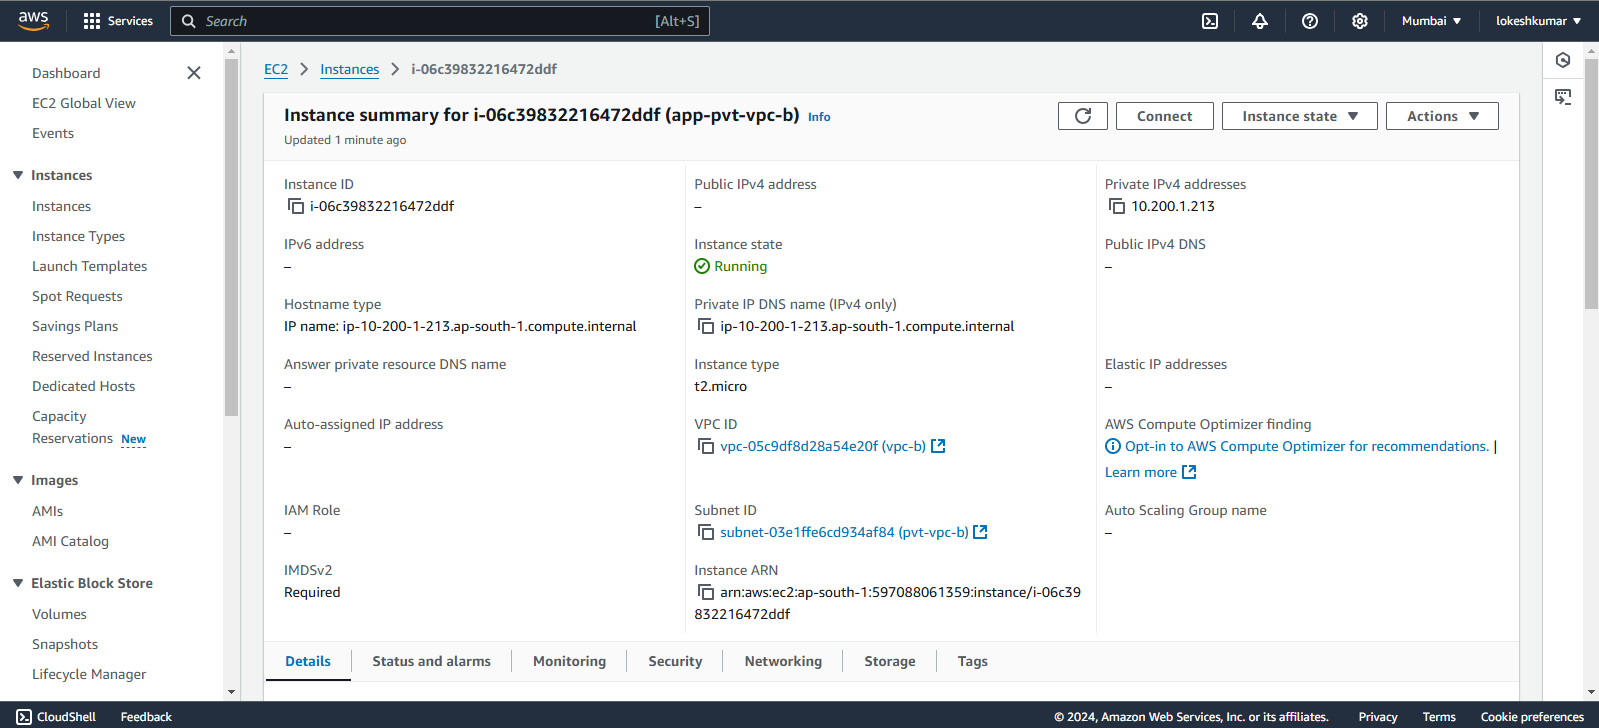 aws Services Search [Alt+S] Mumbai lokeshkumar
Dashboard
EC2 Global View
Events
Instances
Instances
Instance Types
Launch Templates
Spot Requests
Savings Plans
Reserved Instances
Dedicated Hosts
Capacity
Reservations New
Images
AMIs
AMI Catalog
Elastic Block Store
Volumes
Snapshots
Lifecycle Manager
EC2 Instances i-06c39832216472ddf
Instance summary for i-06c39832216472ddf (app-pvt-vpc-b) Info
Updated 1 minute ago
Connect Instance state Actions
Instance ID
i-06c39832216472ddf
Public IPv4 address
–
Private IPv4 addresses
10.200.1.213
IPv6 address
–
Instance state
Running
Public IPv4 DNS
–
Hostname type
IP name: ip-10-200-1-213.ap-south-1.compute.internal
Private IP DNS name (IPv4 only)
ip-10-200-1-213.ap-south-1.compute.internal
Answer private resource DNS name
–
Instance type
t2.micro
Elastic IP addresses
–
Auto-assigned IP address
–
VPC ID
vpc-05c9df8d28a54e20f (vpc-b)
AWS Compute Optimizer finding
Opt-in to AWS Compute Optimizer for recommendations. |
Learn more
IAM Role
–
Subnet ID
subnet-03e1ffe6cd934af84 (pvt-vpc-b)
Auto Scaling Group name
–
IMDSv2
Required
Instance ARN
arn:aws:ec2:ap-south-1:597088061359:instance/i-06c39
832216472ddf
Details Status and alarms Monitoring Security Networking Storage Tags
CloudShell Feedback © 2024, Amazon Web Services, Inc. or its affiliates. Privacy Terms Cookie preferences